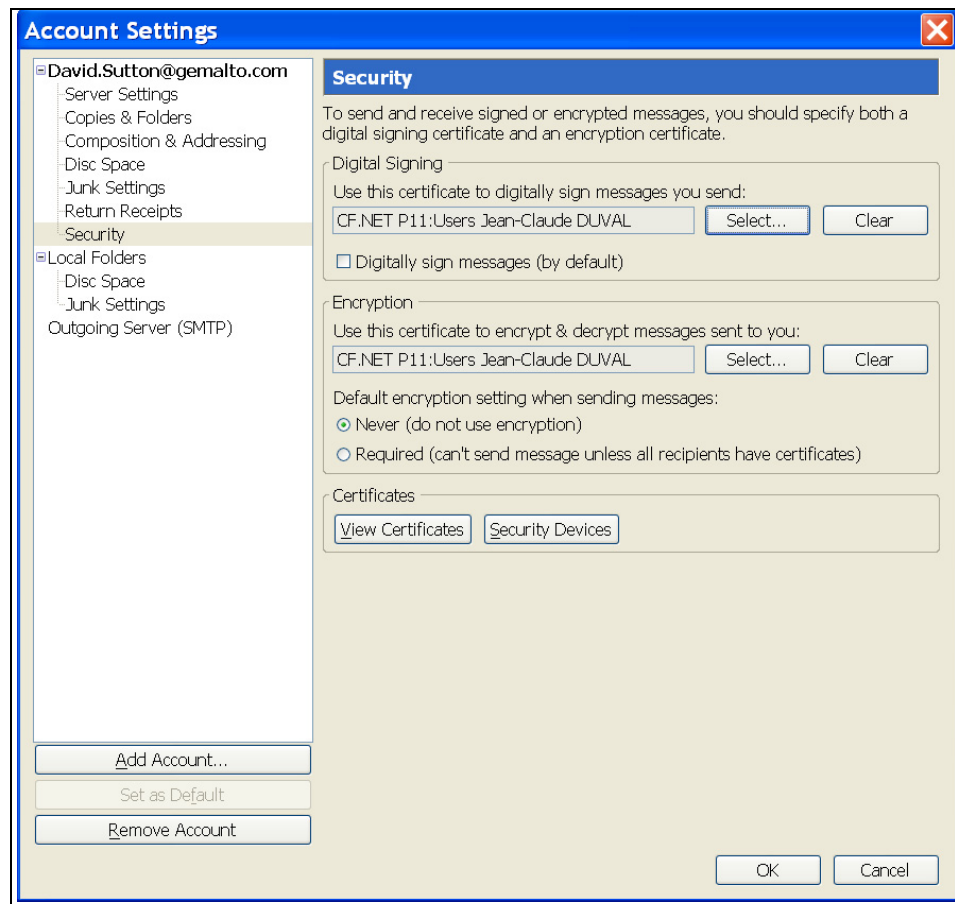 Account Settings
David.Sutton@gemalto.com
Server Settings
Copies & Folders
Composition & Addressing
Disc Space
Junk Settings
Return Receipts
Security
Local Folders
Disc Space
Junk Settings
Outgoing Server (SMTP)
Add Account...
Set as Default
Remove Account
Security
To send and receive signed or encrypted messages, you should specify both a
digital signing certificate and an encryption certificate.
Digital Signing
Use this certificate to digitally sign messages you send:
CF.NET P11:Users Jean-Claude DUVAL Select... Clear
Digitally sign messages (by default)
Encryption
Use this certificate to encrypt & decrypt messages sent to you:
CF.NET P11:Users Jean-Claude DUVAL Select... Clear
Default encryption setting when sending messages:
Never (do not use encryption)
Required (can't send message unless all recipients have certificates)
Certificates
View Certificates Security Devices
OK Cancel